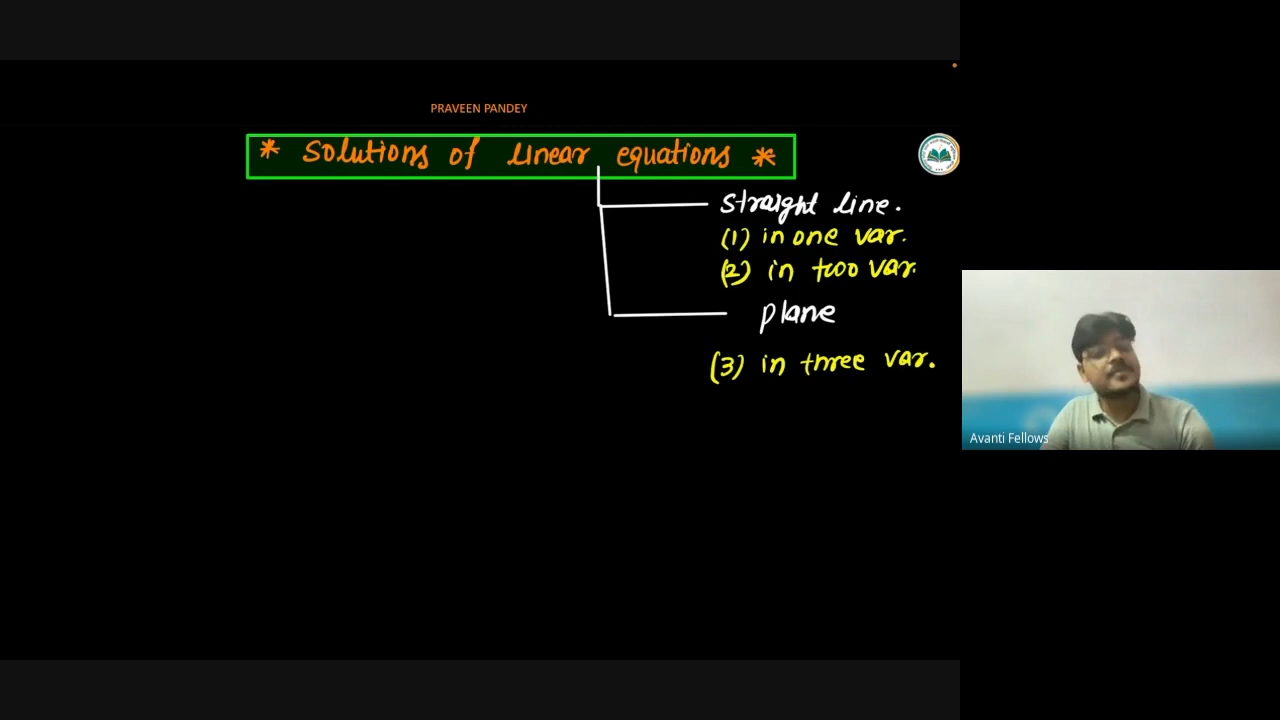 PRAVEEN PANDEY
* Solutions of linear equations *
straight line.
(1) in one var.
(2) in two var.
plane
(3) in three var.
Avanti Fellows